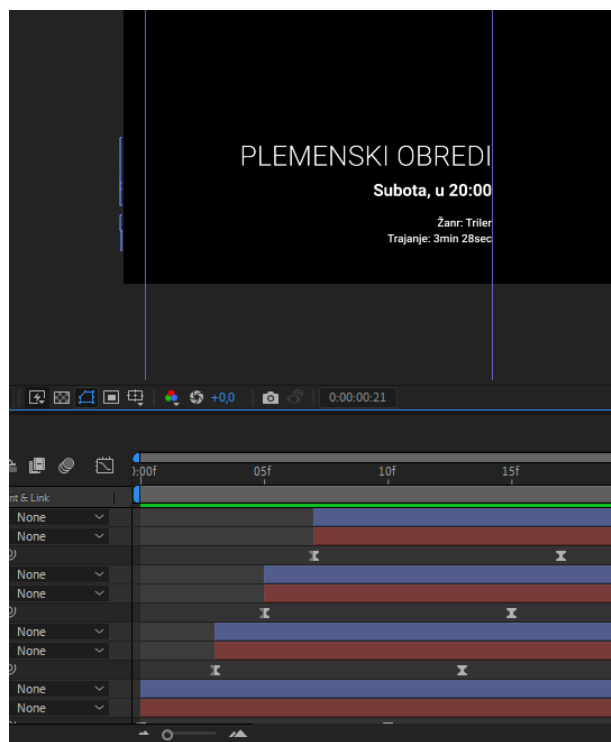 PLEMENSKI OBREDI
Subota, u 20:00
Žanr: Triler
Trajanje: 3min 28sec
+0,0
0:00:00:21
):00f 05f 10f 15f
nt & Link
None
None
None
None
None
None
None
None